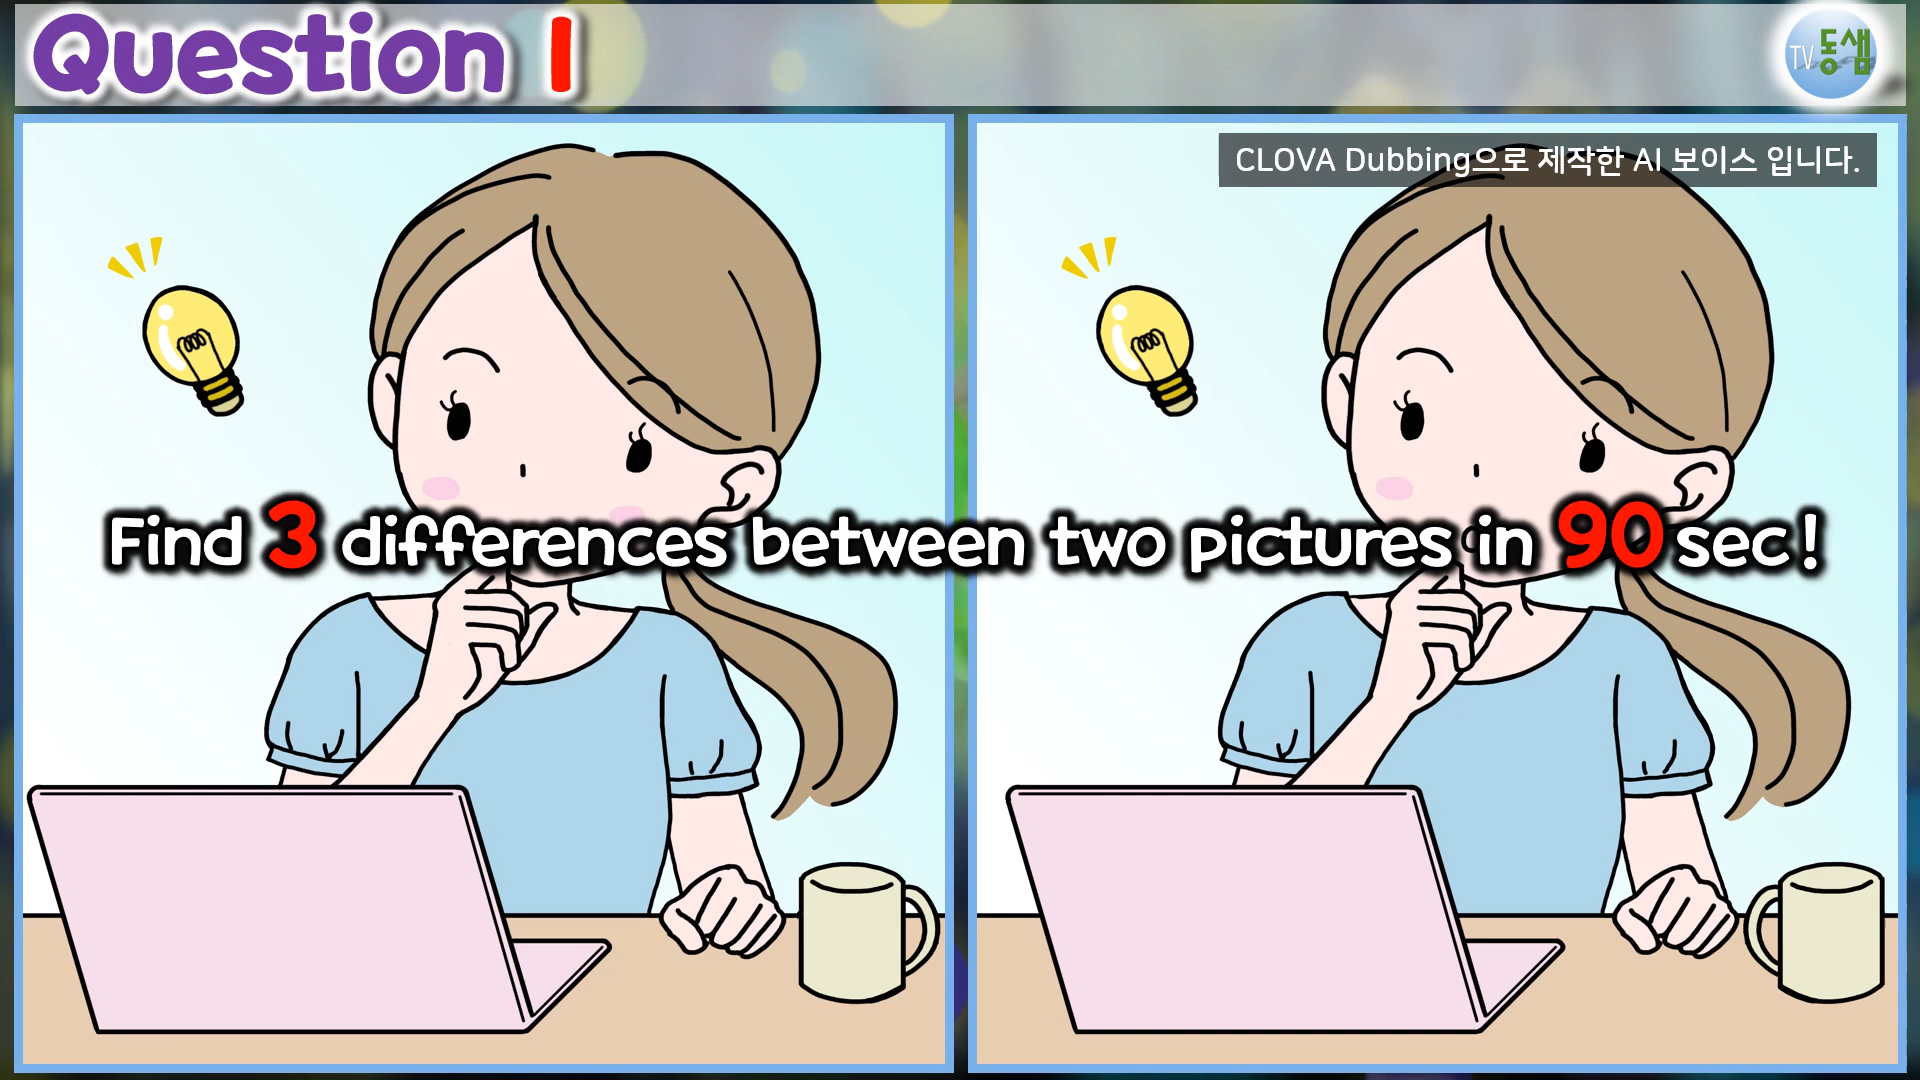 Question 1
TV 동샘
CLOVA Dubbing으로 제작한 AI 보이스 입니다.
Find 3 differences between two pictures in 90 sec!